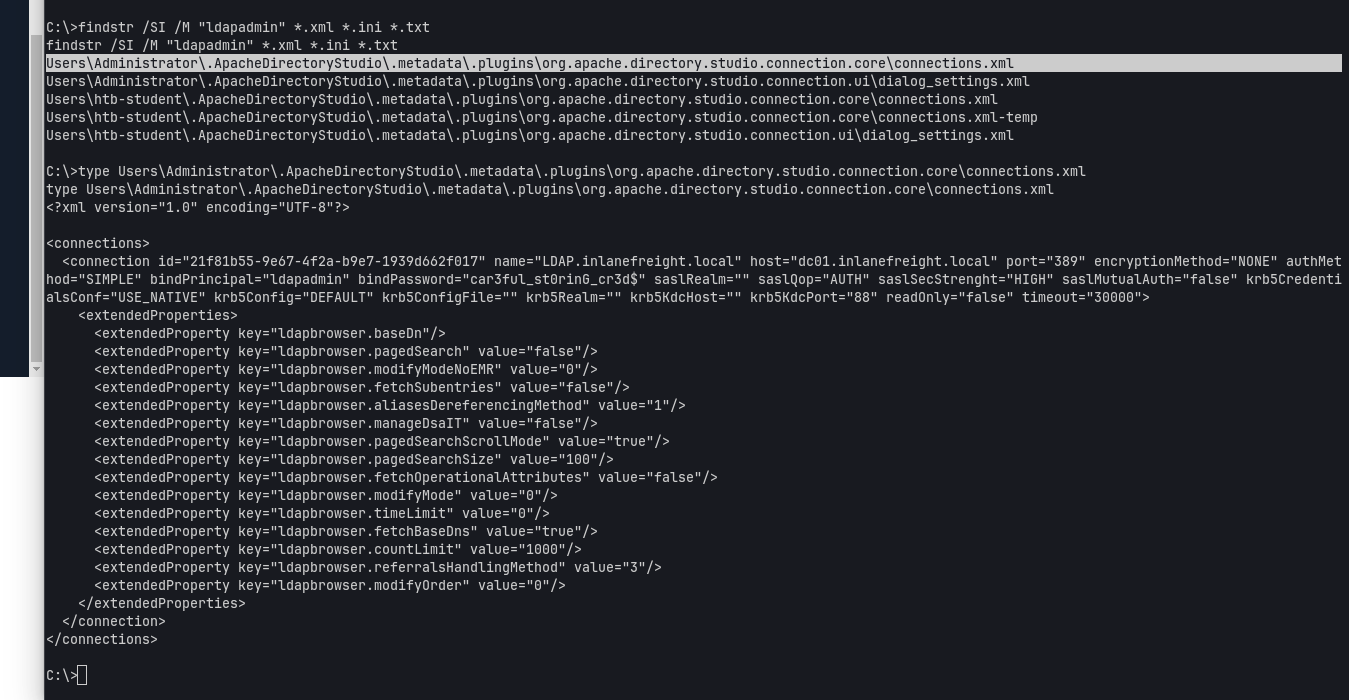 C:\>findstr /SI /M "ldapadmin" *.xml *.ini *.txt
findstr /SI /M "ldapadmin" *.xml *.ini *.txt
Users\Administrator\.ApacheDirectoryStudio\.metadata\.plugins\org.apache.directory.studio.connection.core\connections.xml
Users\Administrator\.ApacheDirectoryStudio\.metadata\.plugins\org.apache.directory.studio.connection.ui\dialog_settings.xml
Users\htb-student\.ApacheDirectoryStudio\.metadata\.plugins\org.apache.directory.studio.connection.core\connections.xml
Users\htb-student\.ApacheDirectoryStudio\.metadata\.plugins\org.apache.directory.studio.connection.core\connections.xml-temp
Users\htb-student\.ApacheDirectoryStudio\.metadata\.plugins\org.apache.directory.studio.connection.ui\dialog_settings.xml
C:\>type Users\Administrator\.ApacheDirectoryStudio\.metadata\.plugins\org.apache.directory.studio.connection.core\connections.xml
type Users\Administrator\.ApacheDirectoryStudio\.metadata\.plugins\org.apache.directory.studio.connection.core\connections.xml
<?xml version="1.0" encoding="UTF-8"?>
<connections>
  <connection id="21f81b55-9e67-4f2a-b9e7-1939d662f017" name="LDAP.inlanefreight.local" host="dc01.inlanefreight.local" port="389" encryptionMethod="NONE" authMet
hod="SIMPLE" bindPrincipal="ldapadmin" bindPassword="car3ful_st0rinG_cr3d$" saslRealm="" saslQop="AUTH" saslSecStrenght="HIGH" saslMutualAuth="false" krb5Credenti
alsConf="USE_NATIVE" krb5Config="DEFAULT" krb5ConfigFile="" krb5Realm="" krb5KdcHost="" krb5KdcPort="88" readOnly="false" timeout="30000">
    <extendedProperties>
      <extendedProperty key="ldapbrowser.baseDn"/>
      <extendedProperty key="ldapbrowser.pagedSearch" value="false"/>
      <extendedProperty key="ldapbrowser.modifyModeNoEMR" value="0"/>
      <extendedProperty key="ldapbrowser.fetchSubentries" value="false"/>
      <extendedProperty key="ldapbrowser.aliasesDereferencingMethod" value="1"/>
      <extendedProperty key="ldapbrowser.manageDsaIT" value="false"/>
      <extendedProperty key="ldapbrowser.pagedSearchScrollMode" value="true"/>
      <extendedProperty key="ldapbrowser.pagedSearchSize" value="100"/>
      <extendedProperty key="ldapbrowser.fetchOperationalAttributes" value="false"/>
      <extendedProperty key="ldapbrowser.modifyMode" value="0"/>
      <extendedProperty key="ldapbrowser.timeLimit" value="0"/>
      <extendedProperty key="ldapbrowser.fetchBaseDns" value="true"/>
      <extendedProperty key="ldapbrowser.countLimit" value="1000"/>
      <extendedProperty key="ldapbrowser.referralsHandlingMethod" value="3"/>
      <extendedProperty key="ldapbrowser.modifyOrder" value="0"/>
    </extendedProperties>
  </connection>
</connections>
C:\>